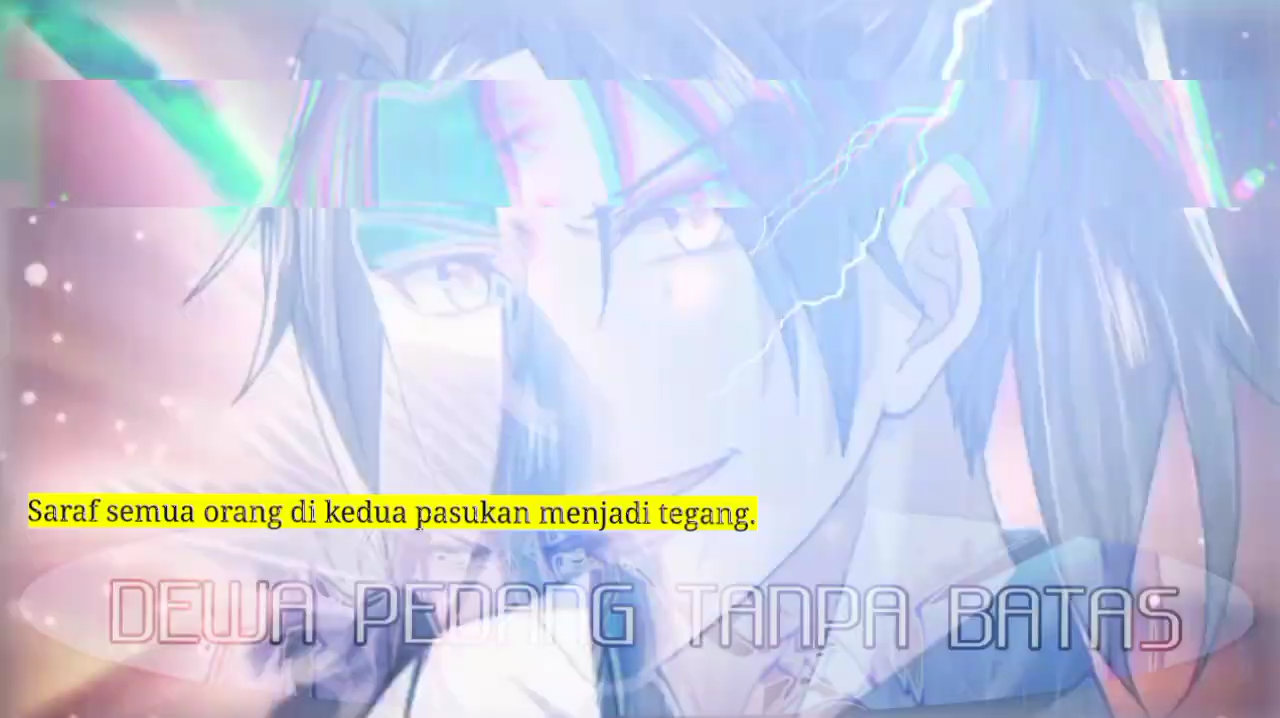 Saraf semua orang di kedua pasukan menjadi tegang.
DEWA PEDANG TANPA BATAS